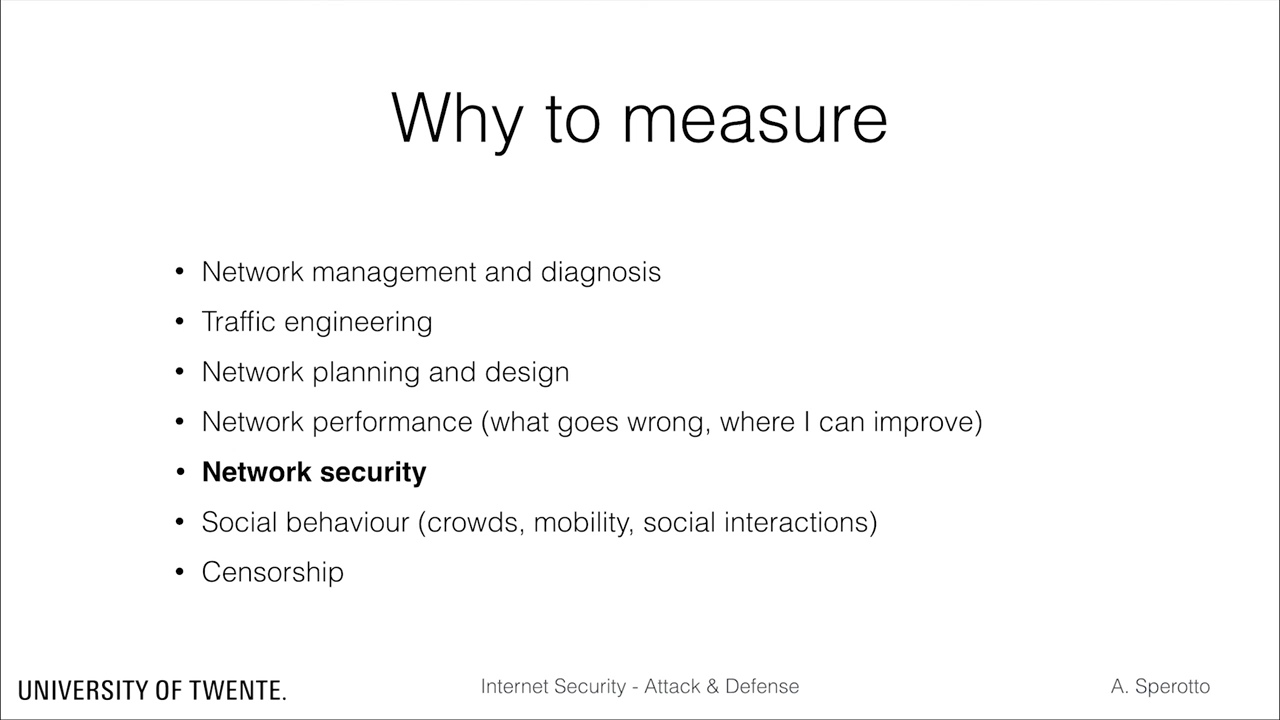 Why to measure
• Network management and diagnosis
• Traffic engineering
• Network planning and design
• Network performance (what goes wrong, where I can improve)
• Network security
• Social behaviour (crowds, mobility, social interactions)
• Censorship
UNIVERSITY OF TWENTE.
Internet Security - Attack & Defense
A. Sperotto